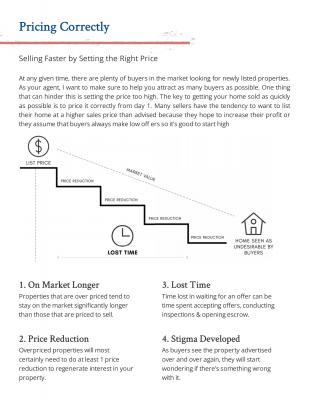 Pricing Correctly
Selling Faster by Setting the Right Price
At any given time, there are plenty of buyers in the market looking for newly listed properties.
As your agent, I want to make sure to help you attract as many buyers as possible. One thing
that can hinder this is setting the price too high. The key to getting your home sold as quickly
as possible is to price it correctly from day 1. Many sellers have the tendency to want to list
their home at a higher sales price than advised because they hope to increase their profit or
they assume that buyers always make low off ers so it's good to start high
$
LIST PRICE
MARKET VALUE
PRICE REDUCTION
PRICE REDUCTION
PRICE REDUCTION
PRICE REDUCTION
LOST TIME
HOME SEEN AS
UNDESIRABLE BY
BUYERS
1. On Market Longer
Properties that are over priced tend to
stay on the market significantly longer
than those that are priced to sell.
2. Price Reduction
Overpriced properties will most
certainly need to do at least 1 price
reduction to regenerate interest in your
property.
3. Lost Time
Time lost in waiting for an offer can be
time spent accepting offers, conducting
inspections & opening escrow.
4. Stigma Developed
As buyers see the property advertised
over and over again, they will start
wondering if there's something wrong
with it.